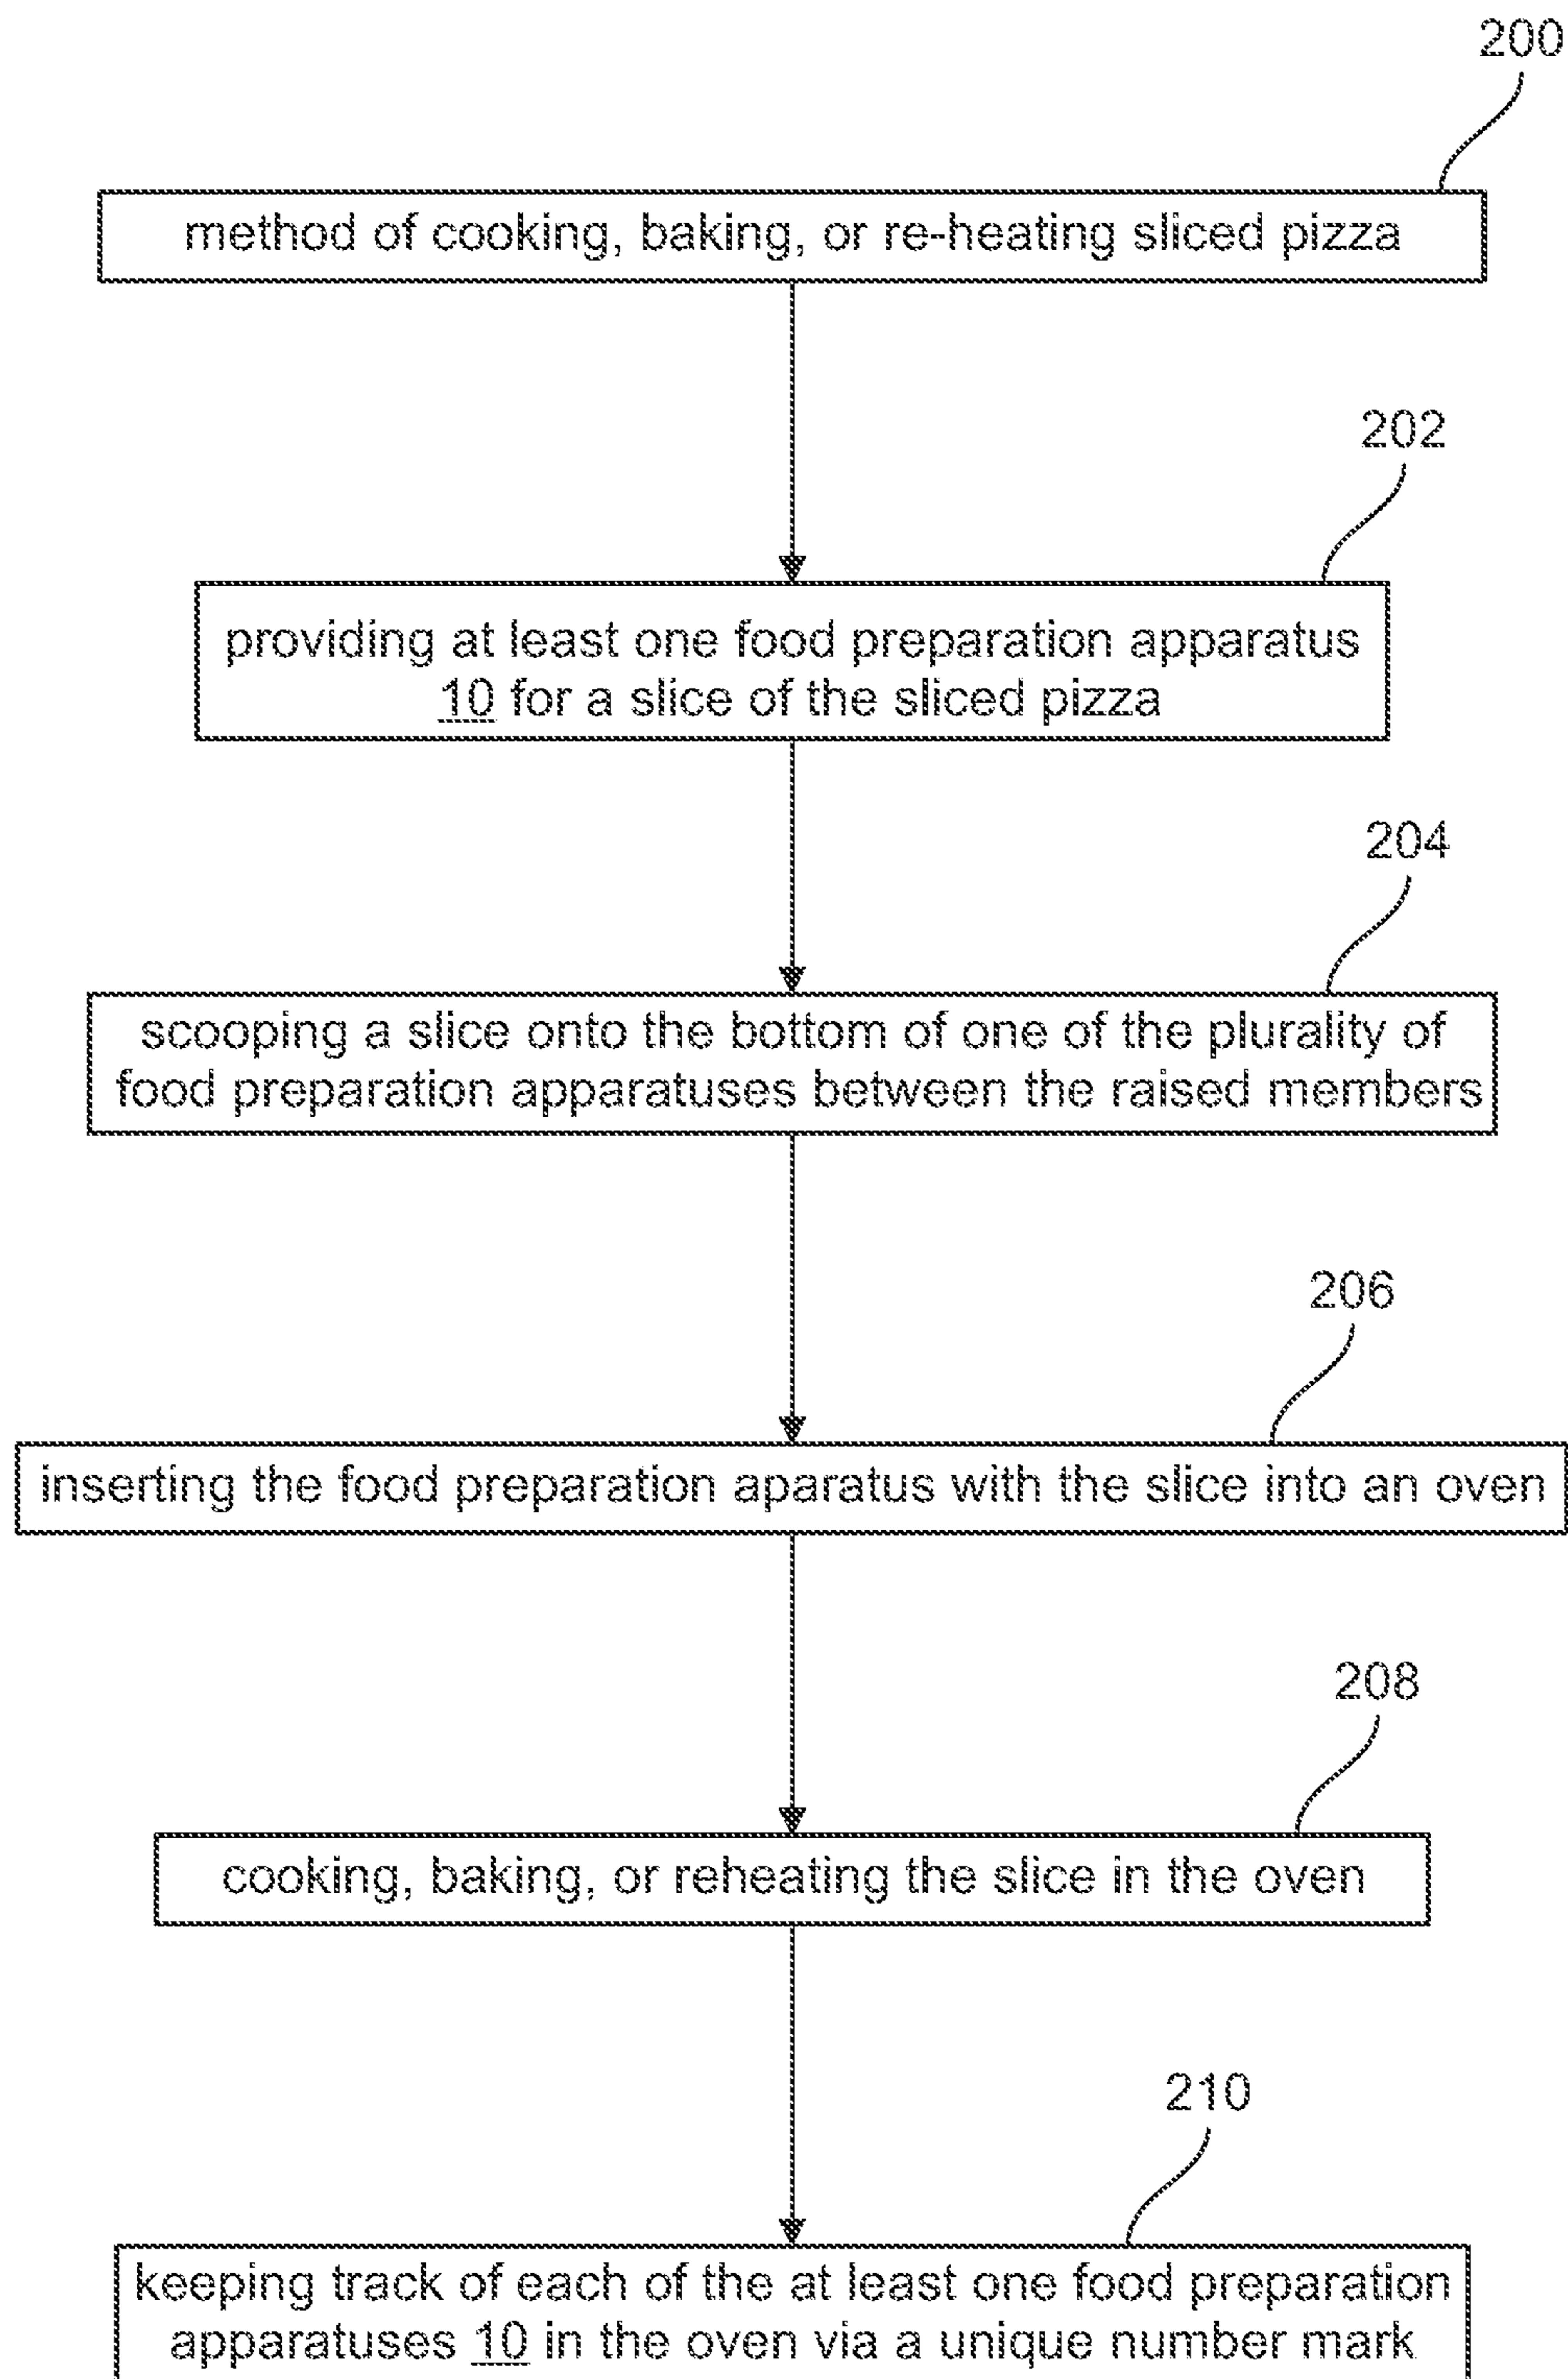 200
method of cooking, baking, or re-heating sliced pizza
202
providing at least one food preparation apparatus
10 for a slice of the sliced pizza
204
scooping a slice onto the bottom of one of the plurality of
food preparation apparatuses between the raised members
206
inserting the food preparation aparatus with the slice into an oven
208
cooking, baking, or reheating the slice in the oven
210
keeping track of each of the at least one food preparation
apparatuses 10 in the oven via a unique number mark